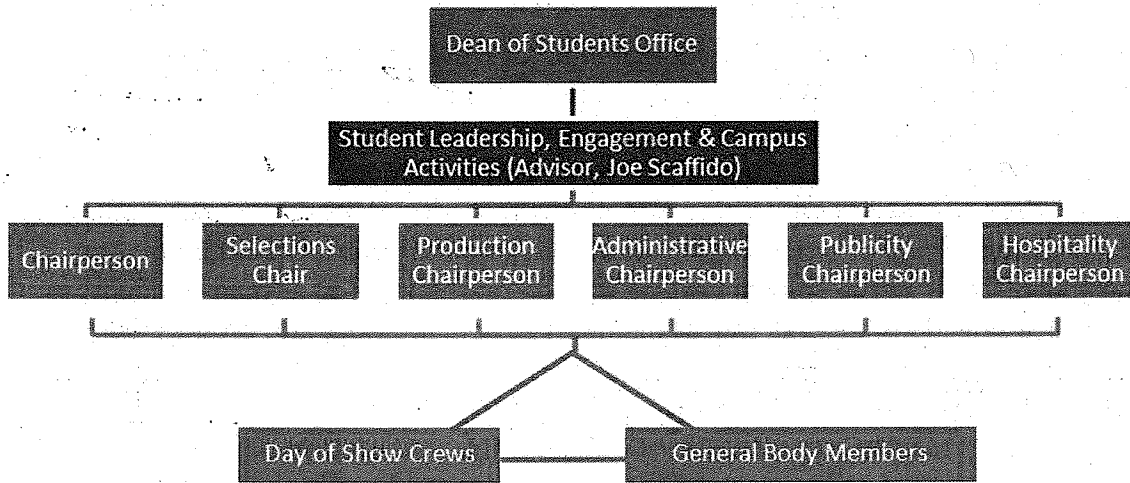 Dean of Students Office
Student Leadership, Engagement & Campus
Activities (Advisor, Joe Scaffido)
Chairperson
Selections
Chair
Production
Chairperson
Administrative
Chairperson
Publicity
Chairperson
Hospitality
Chairperson
Day of Show Crews
General Body Members